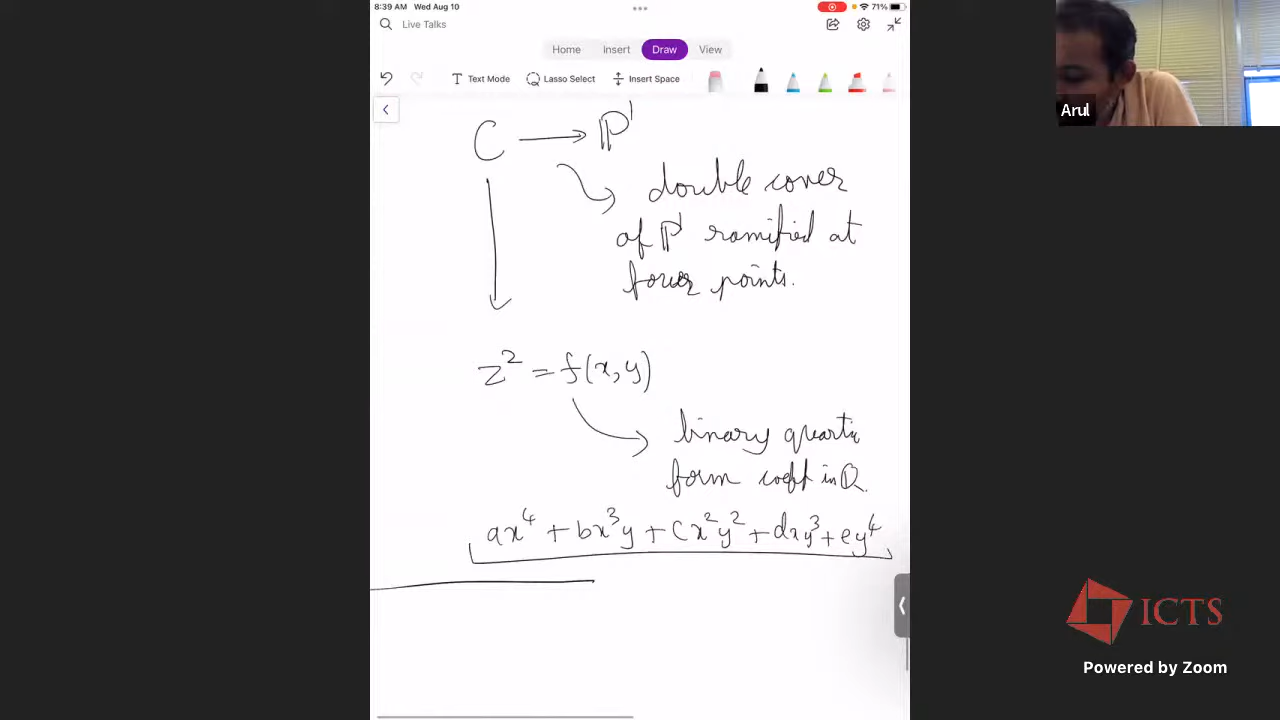 8:39 AM Wed Aug 10
71%
Live Talks
Home Insert Draw View
Text Mode Lasso Select Insert Space
Arul
C ⟶ ℙ¹
double cover
of ℙ¹ ramified at
four points.
z² = f(x, y)
binary quartic
form coeff in ℚ.
ax⁴ + bx³y + cx²y² + dxy³ + ey⁴
ICTS
Powered by Zoom